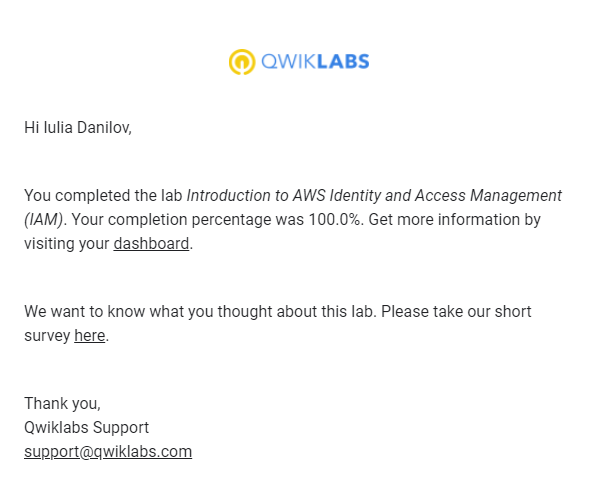 QWIKLABS
Hi Iulia Danilov,
You completed the lab Introduction to AWS Identity and Access Management
(IAM). Your completion percentage was 100.0%. Get more information by
visiting your dashboard.
We want to know what you thought about this lab. Please take our short
survey here.
Thank you,
Qwiklabs Support
support@qwiklabs.com